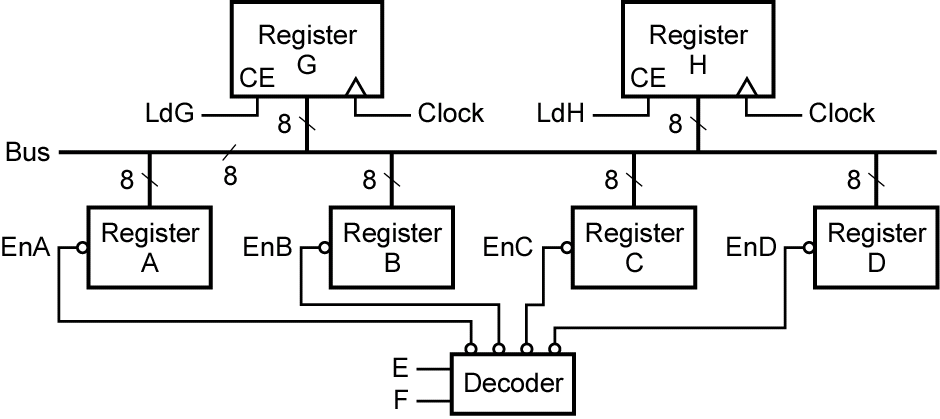 Register
G
CE
Register
H
CE
LdG
Clock
LdH
Clock
8
8
Bus
8
8
8
8
8
EnA
Register
A
EnB
Register
B
EnC
Register
C
EnD
Register
D
E
F
Decoder